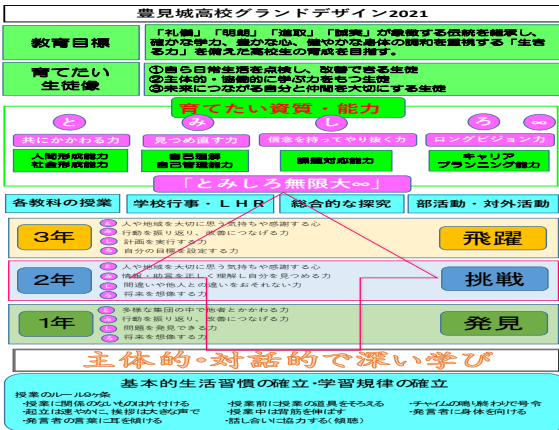 豊見城高校グランドデザイン2021
教育目標
「礼儀」「明朗」「進取」「誠実」が象徴する伝統を継承し、
確かな学力、豊かな心、健やかな身体の調和を重視する「生き
る力」を備えた高校生の育成を目指す。
育てたい
生徒像
①自ら日常生活を点検し、改善できる生徒
②主体的・協働的に学ぶ力をもつ生徒
③未来につながる自分と仲間を大切にする生徒
育てたい資質・能力
と
み
し
ろ
∞
共にかかわる力
見つめ直す力
信念を持ってやり抜く力
ロングビジョン力
人間形成能力
社会形成能力
自己理解
自己管理能力
課題対応能力
キャリア
プランニング能力
「とみしろ無限大∞」
各教科の授業
学校行事・LHR
総合的な探究
部活動・対外活動
3年
と 人や地域を大切に思う気持ちや感謝する心
み 行動を振り返り、改善につなげる力
し 計画を実行する力
ろ 自分の目標を設定する力
飛躍
2年
と 人や地域を大切に思う気持ちや感謝する心
み 情報・助言を正しく理解し自分を見つめる力
し 間違いや他人との違いをおそれない力
ろ 将来を想像する力
挑戦
1年
と 多様な集団の中で他者とかかわる力
み 行動を振り返り、改善につなげる力
し 問題を発見できる力
ろ 将来を想像する力
発見
主体的・対話的で深い学び
基本的生活習慣の確立・学習規律の確立
授業のルール9ヶ条
・授業に関係のないものは片付ける
・授業前に授業の道具をそろえる
・チャイムの鳴り終わりで号令
・起立は速やかに、挨拶は大きな声で
・授業中は背筋を伸ばす
・発言者に身体を向ける
・発言者の言葉に耳を傾ける
・話し合いに協力する(傾聴)